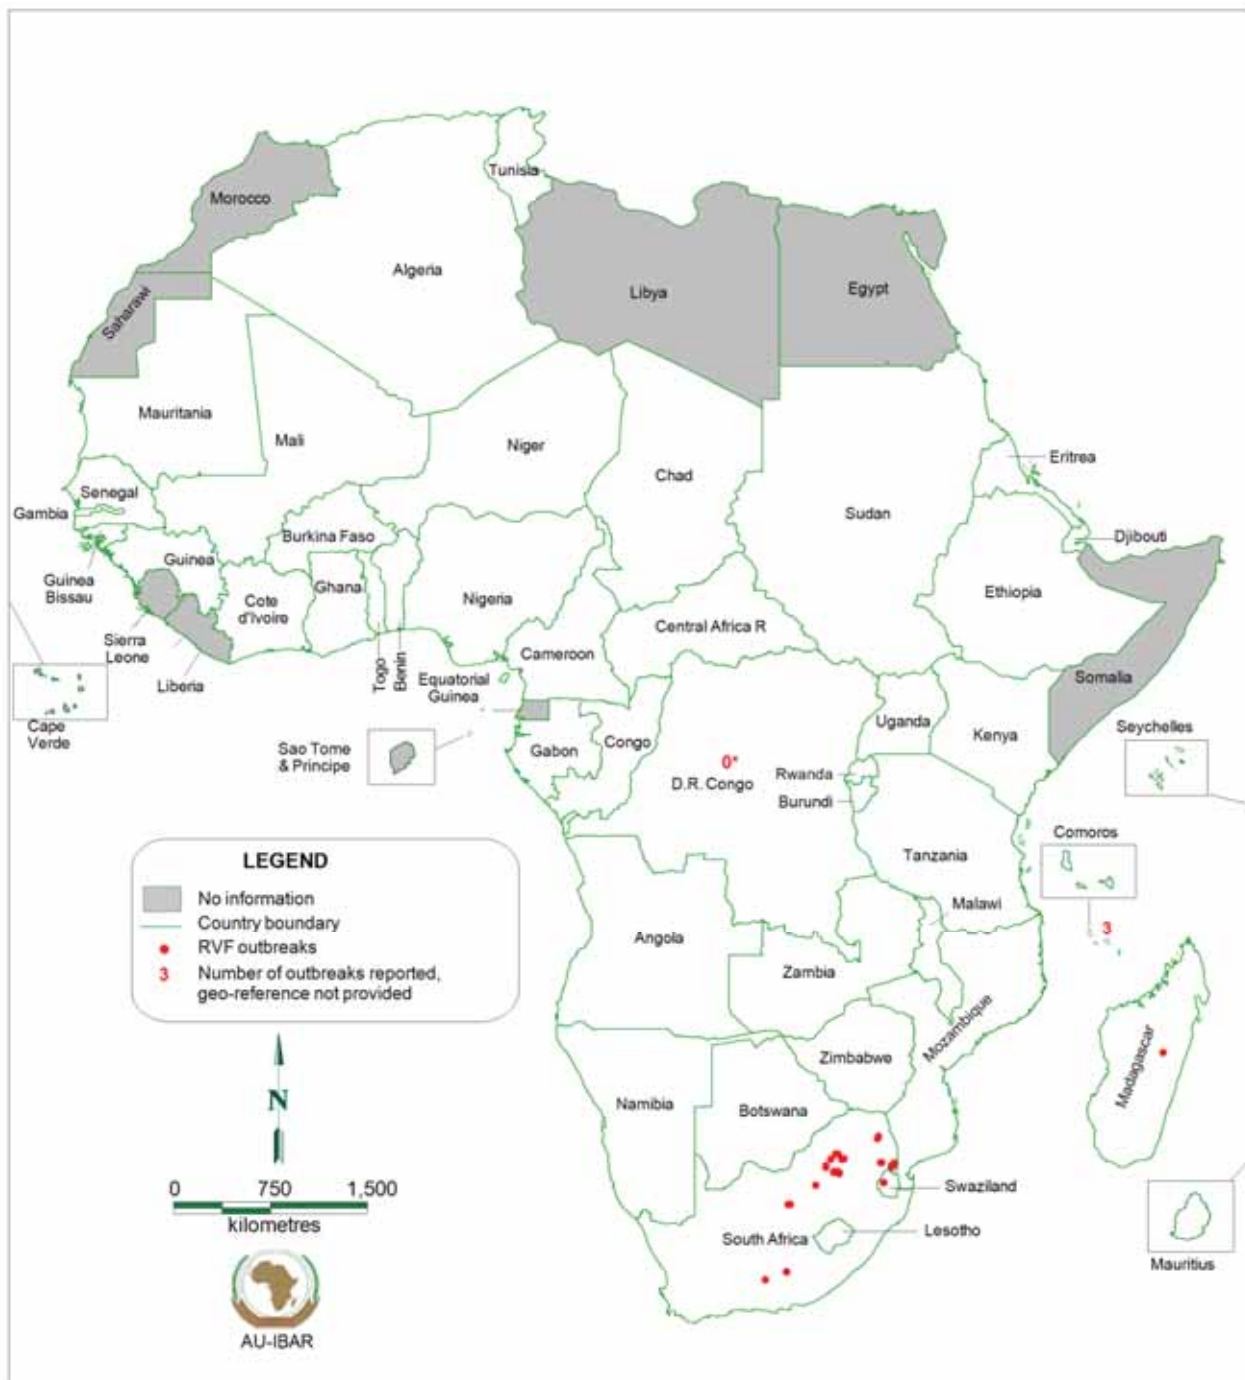 Tunisia
Morocco
Algeria
Libya
Egypt
Saharawi
Mauritania
Mali
Niger
Chad
Eritrea
Senegal
Gambia
Sudan
Burkina Faso
Djibouti
Guinea
Guinea
Bissau
Ghana
Cote
d'Ivoire
Nigeria
Ethiopia
Sierra
Leone
Central Africa R
Cameroon
Togo
Benin
Liberia
Equatorial
Guinea
Somalia
Cape
Verde
Uganda
Kenya
Seychelles
Sao Tome
& Principe
Gabon
Congo
0*
D.R. Congo
Rwanda
Burundi
Comoros
Tanzania
LEGEND
No information
Country boundary
RVF outbreaks
3 Number of outbreaks reported,
geo-reference not provided
Malawi
3
Angola
Zambia
Mozambique
Zimbabwe
Madagascar
N
Namibia
Botswana
Swaziland
0 750 1,500
kilometres
South Africa
Lesotho
Mauritius
AU-IBAR